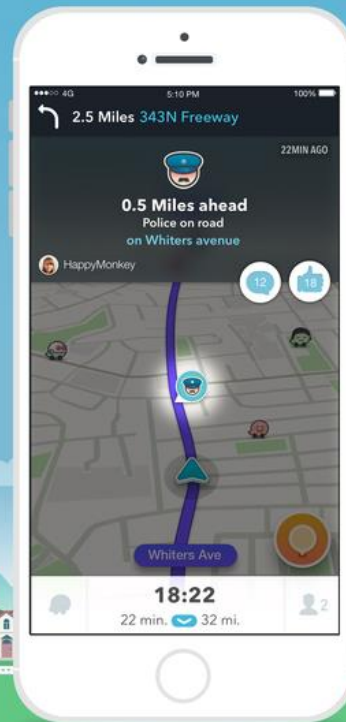 4G 5:10 PM 100%
2.5 Miles 343N Freeway
22MIN AGO
0.5 Miles ahead
Police on road
on Whiters avenue
HappyMonkey
12 18
Whiters Ave
18:22
2
22 min. 32 mi.